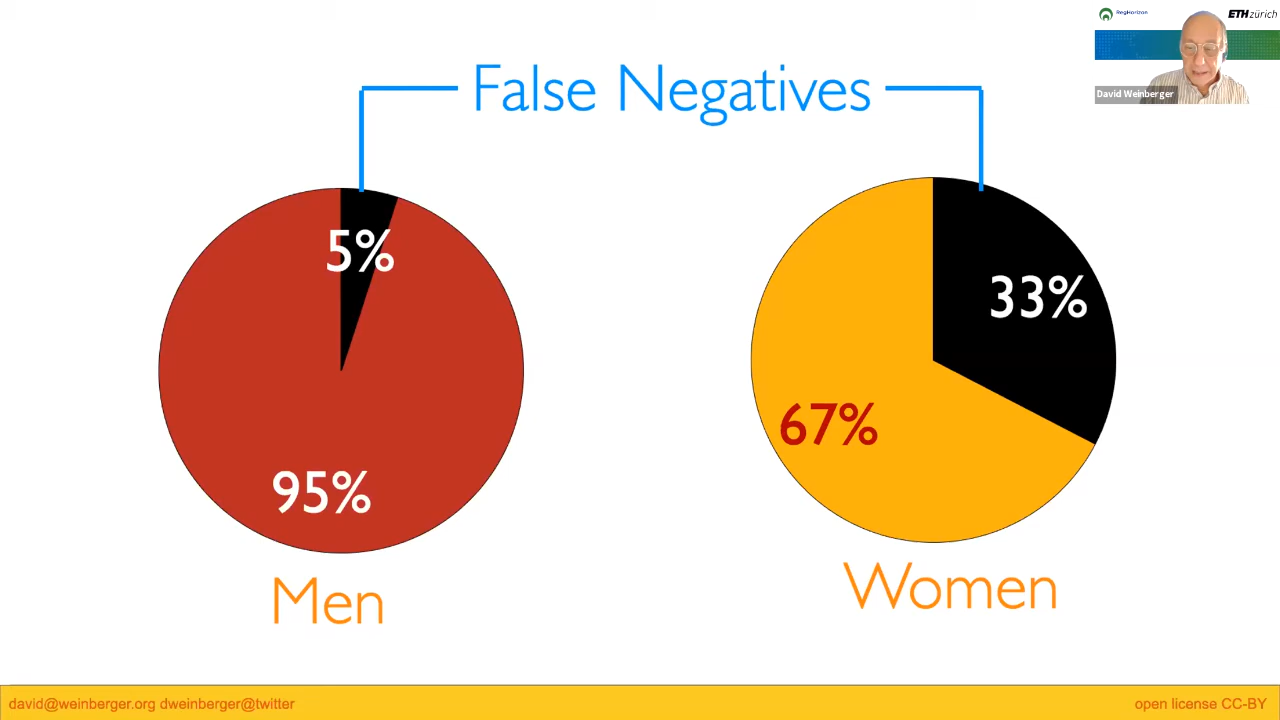 RegHorizon
ETH zürich
David Weinberger
False Negatives
5%
95%
Men
33%
67%
Women
david@weinberger.org dweinberger@twitter
open license CC-BY